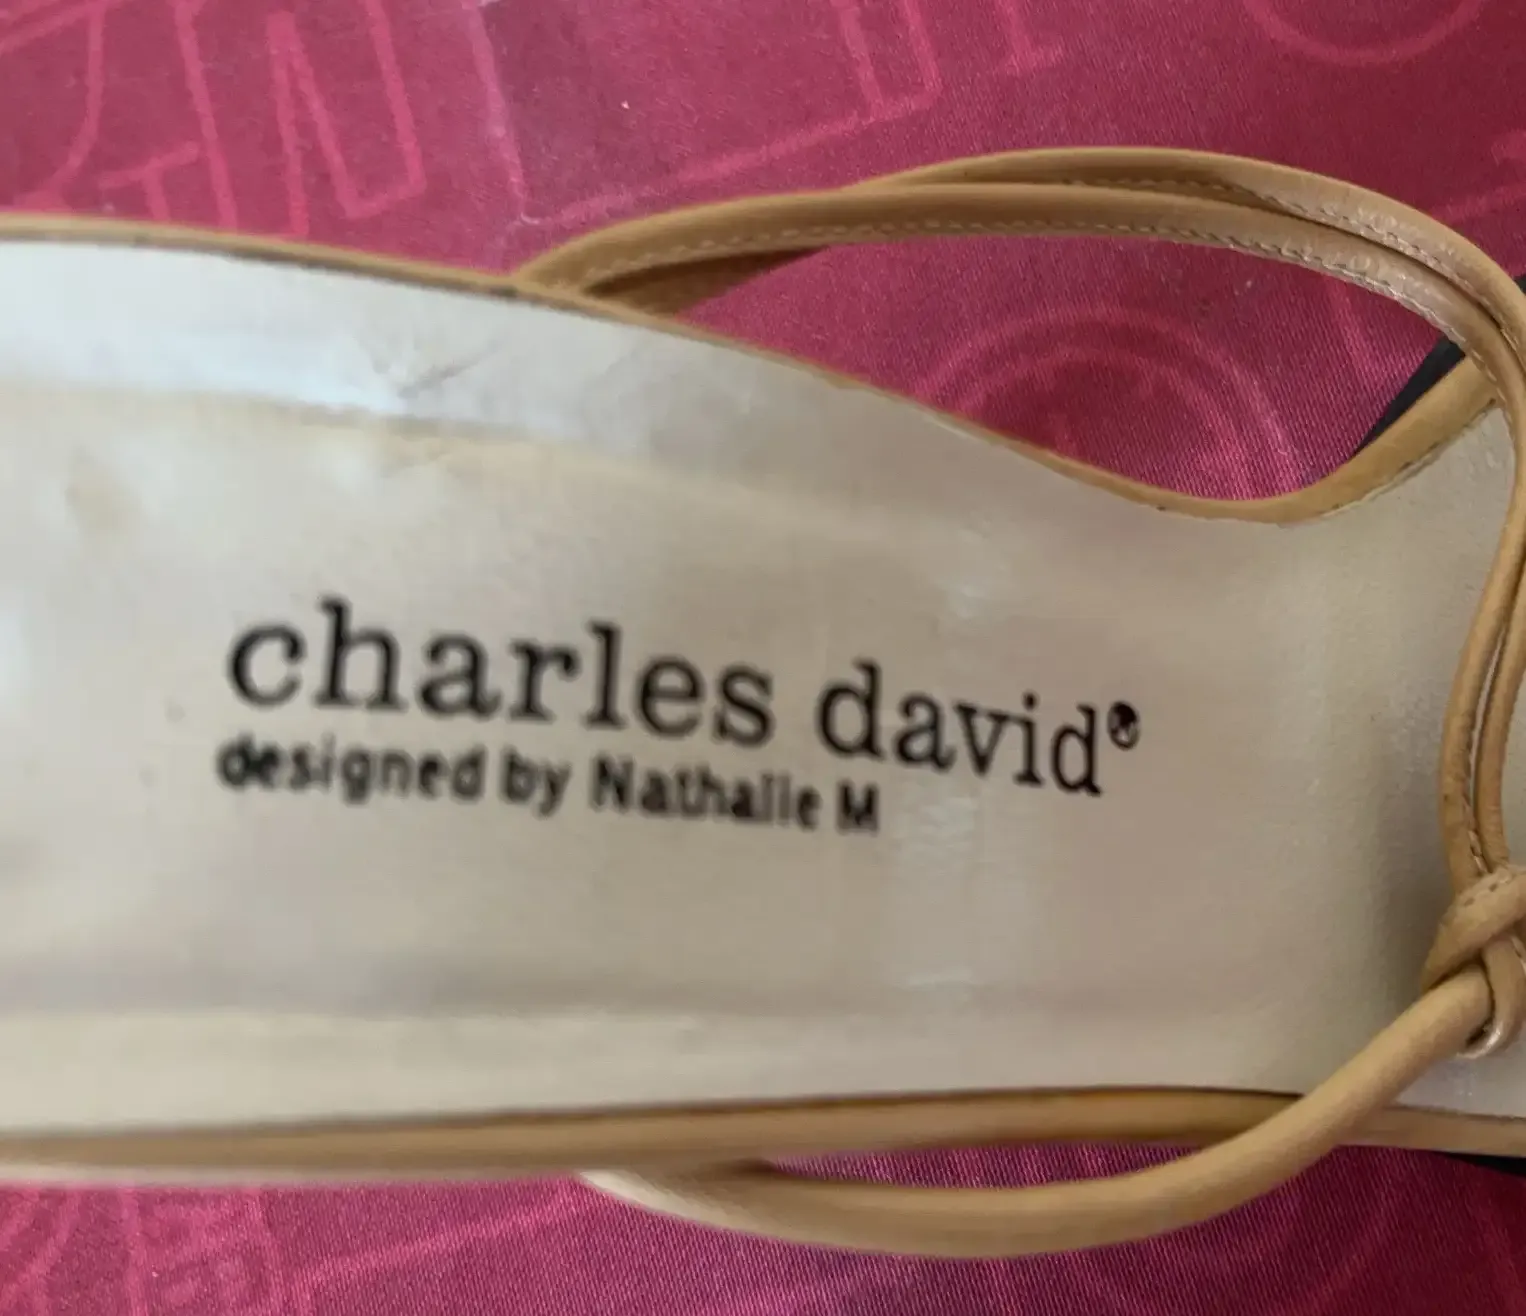 charles david®
designed by Nathalie M